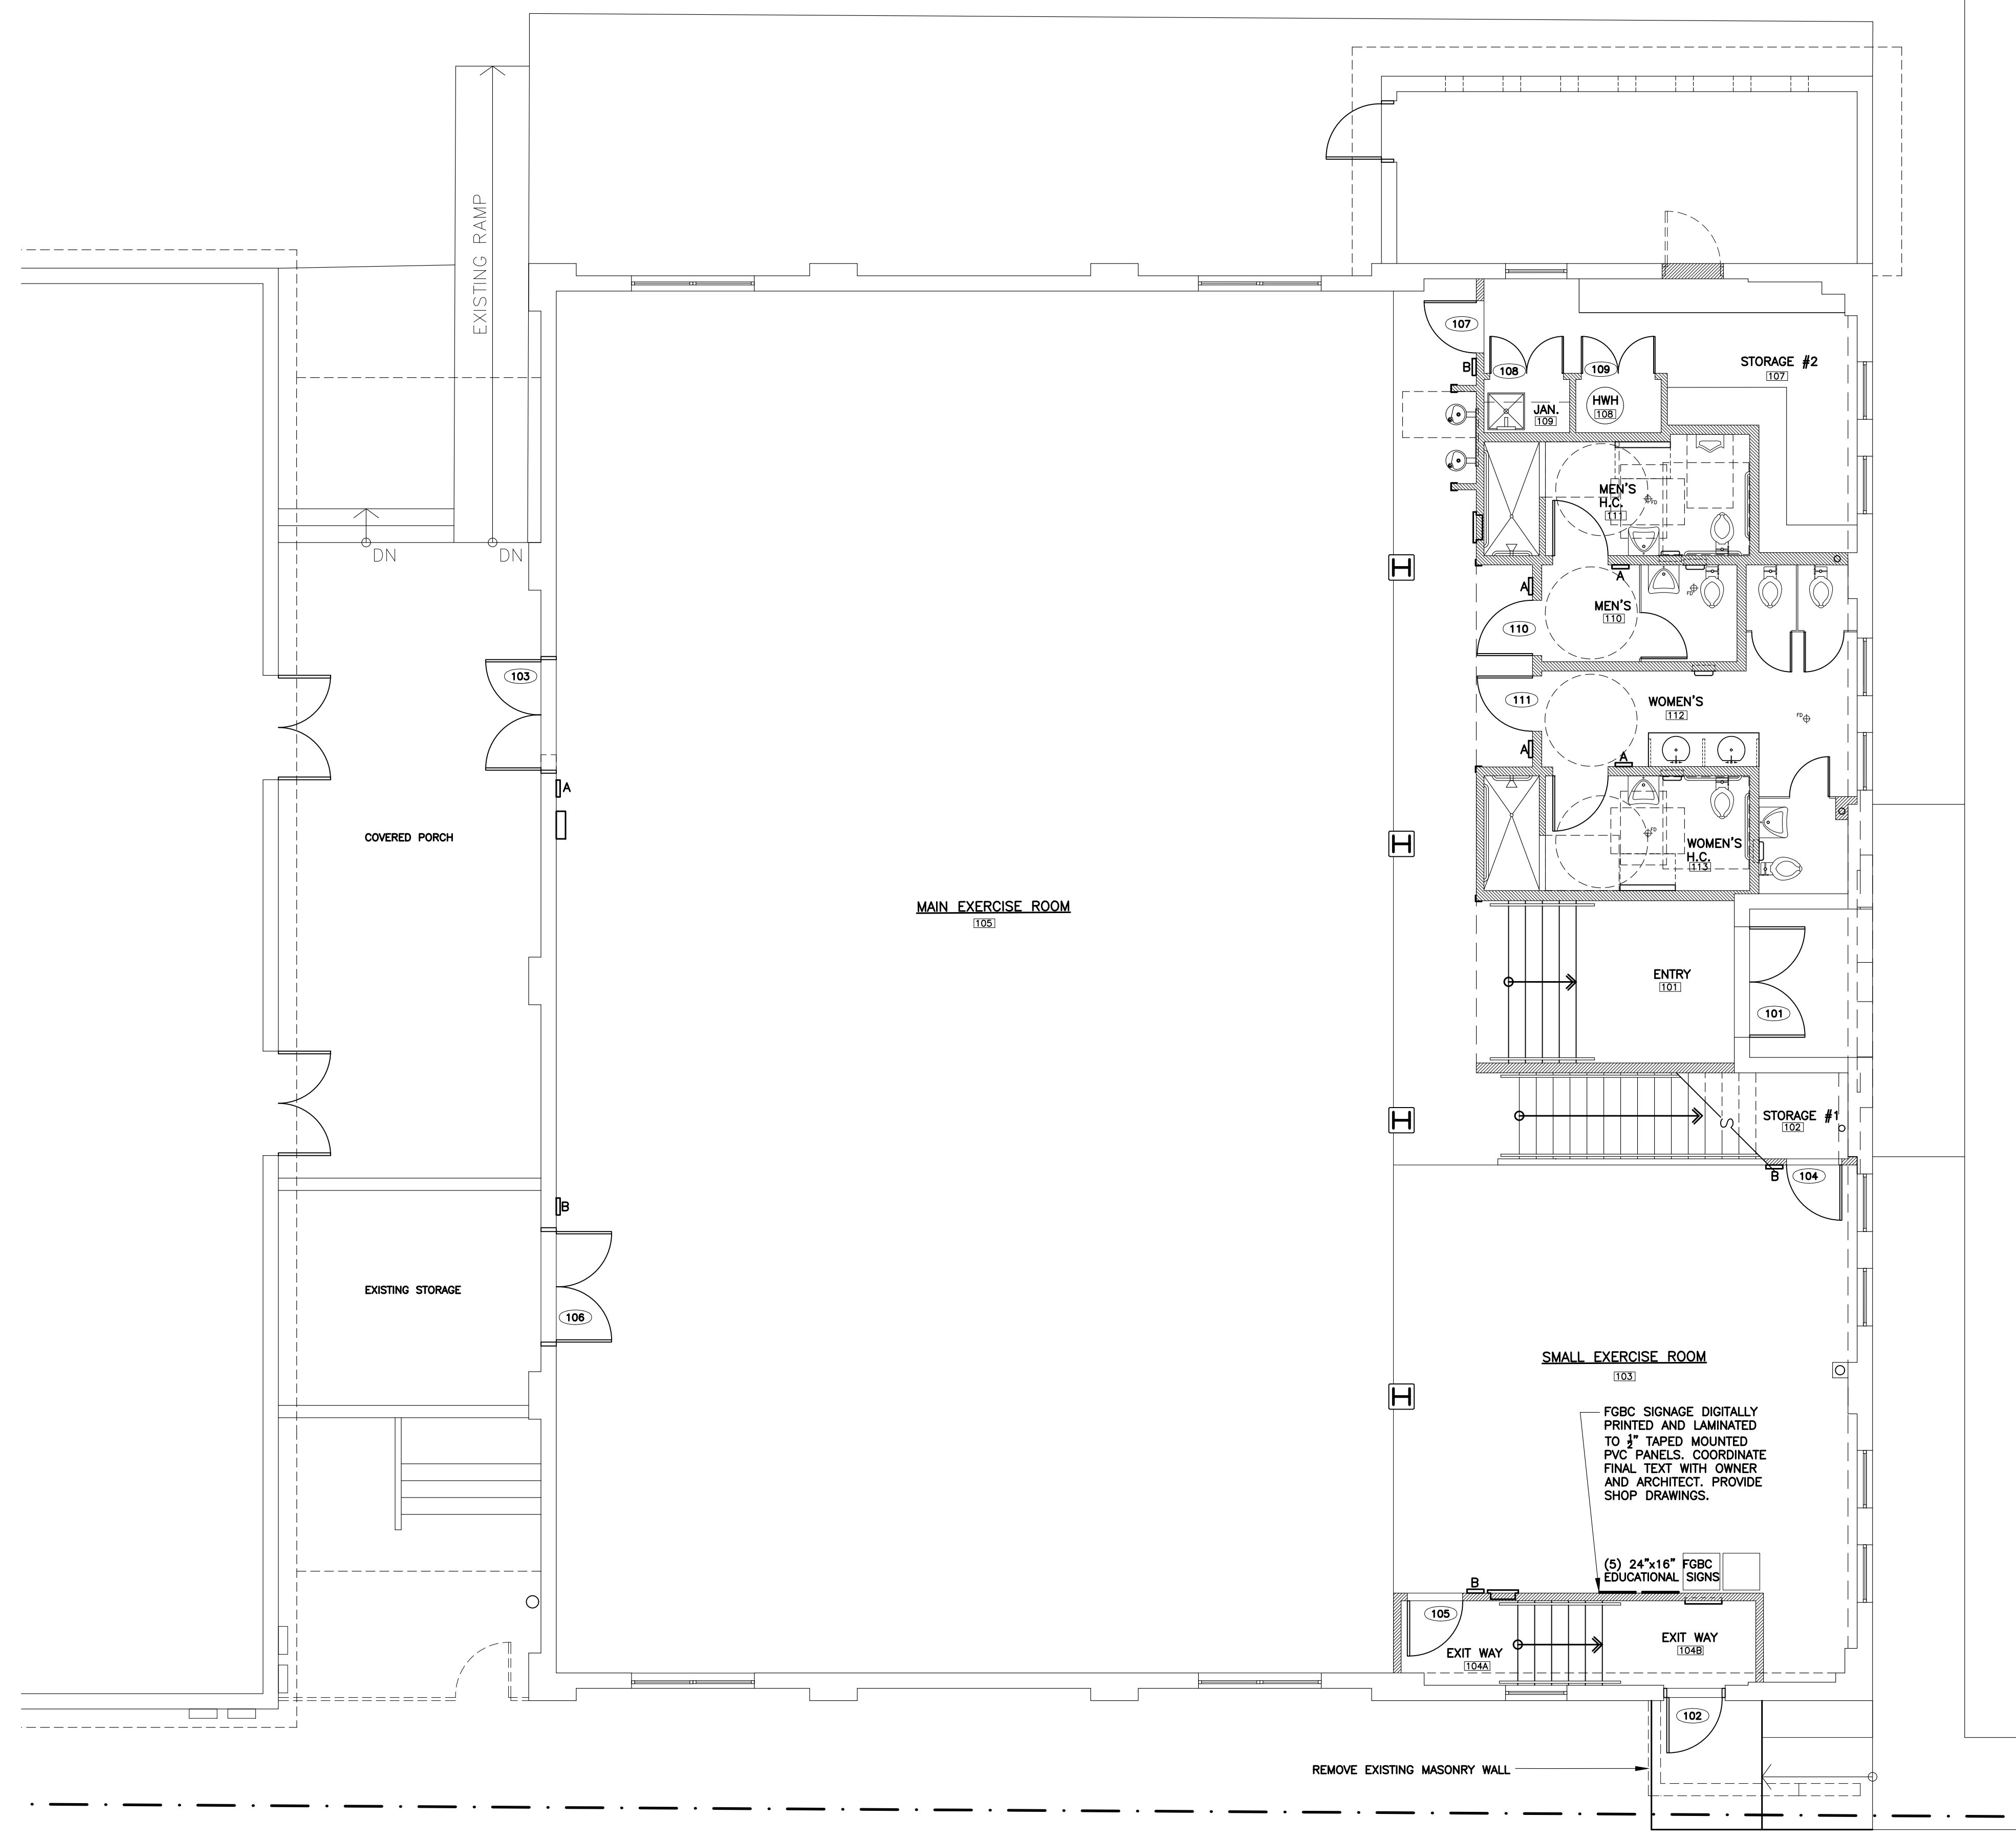 EXISTING RAMP
DN
DN
107
STORAGE #2
107
B
108
109
JAN.
109
HWH
108
MEN'S
H.C.
111
FD
A
A
MEN'S
110
FD
110
103
111
WOMEN'S
112
FD
A
A
A
COVERED PORCH
WOMEN'S
H.C.
113
FD
MAIN EXERCISE ROOM
105
ENTRY
101
101
STORAGE #1
102
S
B
104
B
EXISTING STORAGE
106
SMALL EXERCISE ROOM
103
FGBC SIGNAGE DIGITALLY
PRINTED AND LAMINATED
TO 1/2" TAPED MOUNTED
PVC PANELS. COORDINATE
FINAL TEXT WITH OWNER
AND ARCHITECT. PROVIDE
SHOP DRAWINGS.
(5) 24"x16" FGBC
EDUCATIONAL SIGNS
B
105
EXIT WAY
104A
EXIT WAY
104B
102
REMOVE EXISTING MASONRY WALL